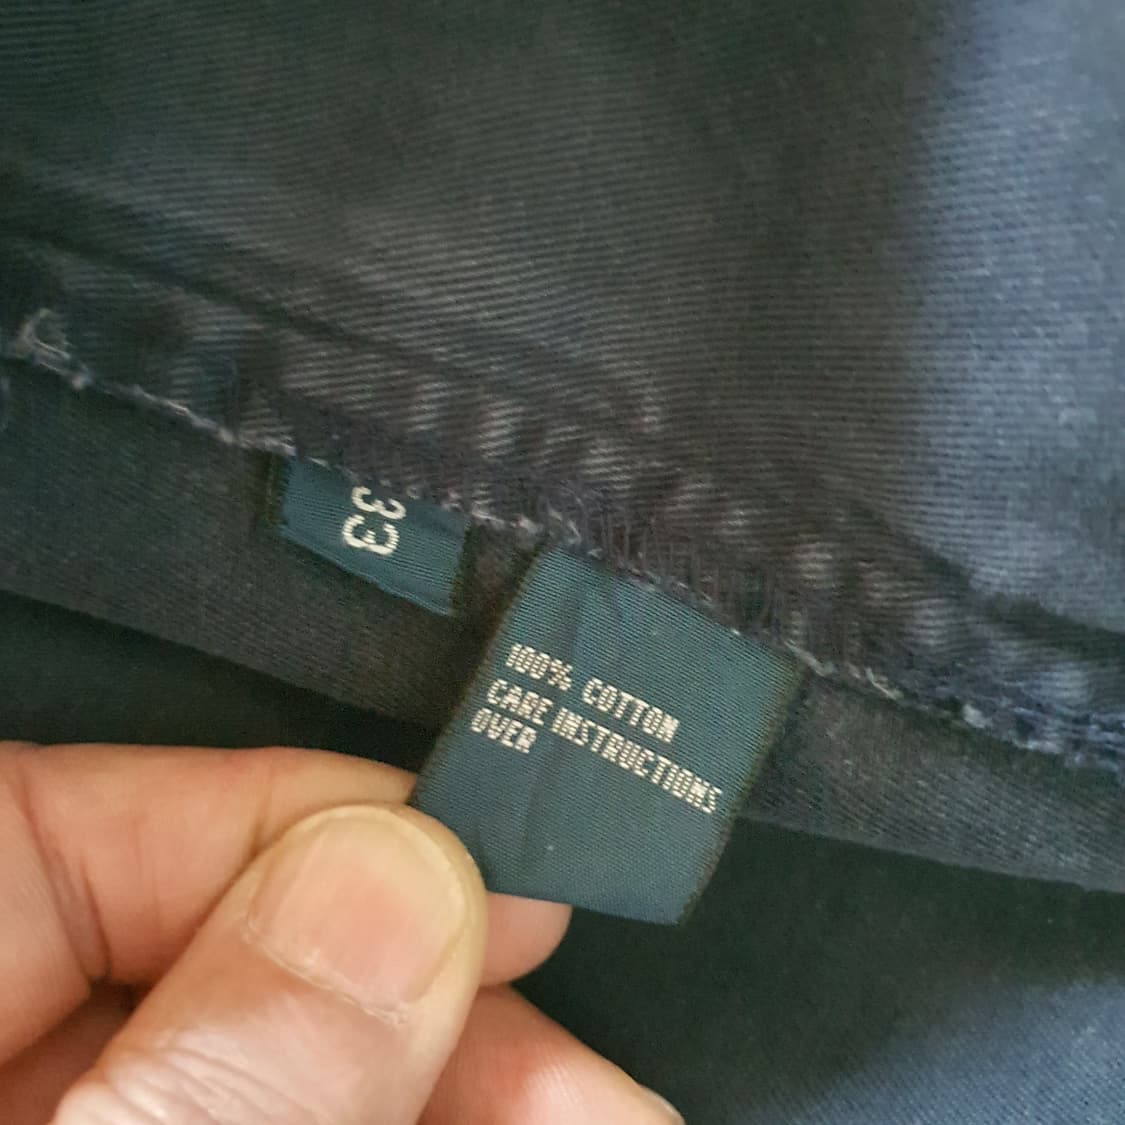 33
100% COTTON
CARE INSTRUCTIONS
OVER